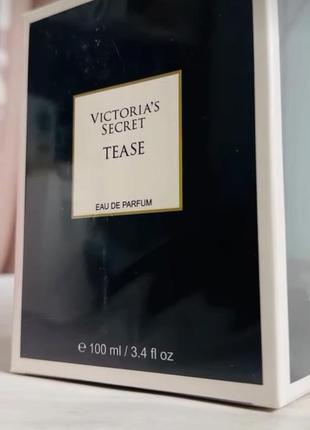 VICTORIA'S
SECRET
TEASE
EAU DE PARFUM
℮ 100 ml / 3.4 fl oz